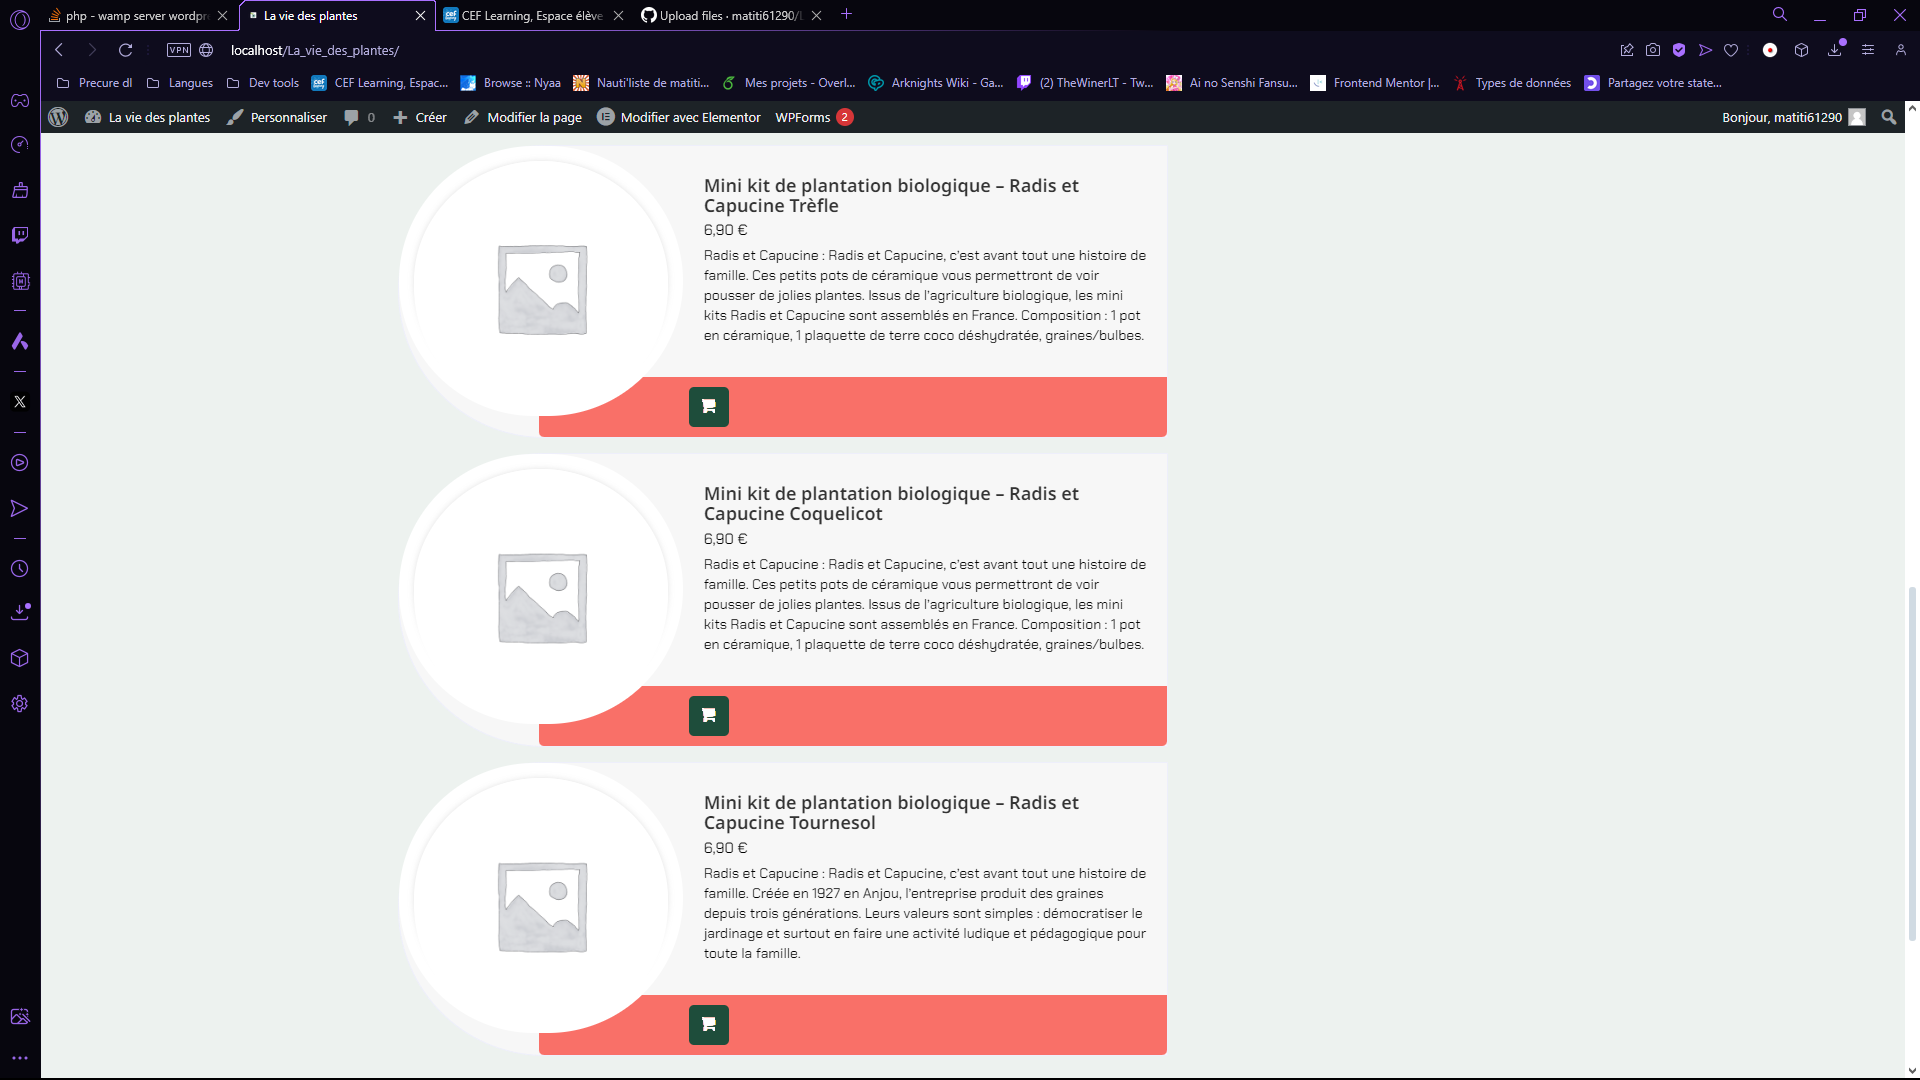 php - wamp server wordpr
La vie des plantes
CEF Learning, Espace élève
Upload files · matiti61290/L
VPN
localhost/La_vie_des_plantes/
Precure dl
Langues
Dev tools
CEF Learning, Espac...
Browse :: Nyaa
Nauti'liste de matiti...
Mes projets - Overl...
Arknights Wiki - Ga...
(2) TheWinerLT - Tw...
Ai no Senshi Fansu...
Frontend Mentor |...
Types de données
Partagez votre state...
La vie des plantes
Personnaliser
0
Créer
Modifier la page
Modifier avec Elementor
WPForms 2
Bonjour, matiti61290
Mini kit de plantation biologique – Radis et
Capucine Trèfle
6,90 €
Radis et Capucine : Radis et Capucine, c'est avant tout une histoire de
famille. Ces petits pots de céramique vous permettront de voir
pousser de jolies plantes. Issus de l'agriculture biologique, les mini
kits Radis et Capucine sont assemblés en France. Composition : 1 pot
en céramique, 1 plaquette de terre coco déshydratée, graines/bulbes.
Mini kit de plantation biologique – Radis et
Capucine Coquelicot
6,90 €
Radis et Capucine : Radis et Capucine, c'est avant tout une histoire de
famille. Ces petits pots de céramique vous permettront de voir
pousser de jolies plantes. Issus de l'agriculture biologique, les mini
kits Radis et Capucine sont assemblés en France. Composition : 1 pot
en céramique, 1 plaquette de terre coco déshydratée, graines/bulbes.
Mini kit de plantation biologique – Radis et
Capucine Tournesol
6,90 €
Radis et Capucine : Radis et Capucine, c'est avant tout une histoire de
famille. Créée en 1927 en Anjou, l'entreprise produit des graines
depuis trois générations. Leurs valeurs sont simples : démocratiser le
jardinage et surtout en faire une activité ludique et pédagogique pour
toute la famille.